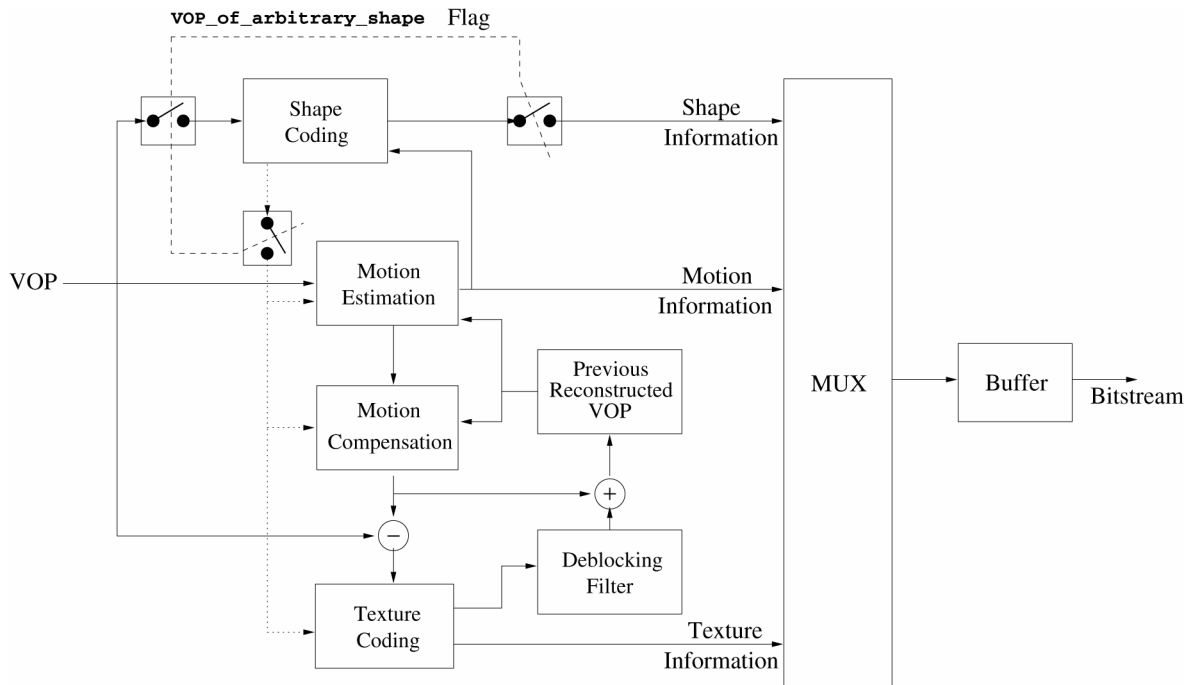 VOP_of_arbitrary_shape Flag
Shape
Coding
Shape
Information
VOP
Motion
Estimation
Motion
Information
Motion
Compensation
Previous
Reconstructed
VOP
MUX
Buffer
Bitstream
+
−
Deblocking
Filter
Texture
Coding
Texture
Information